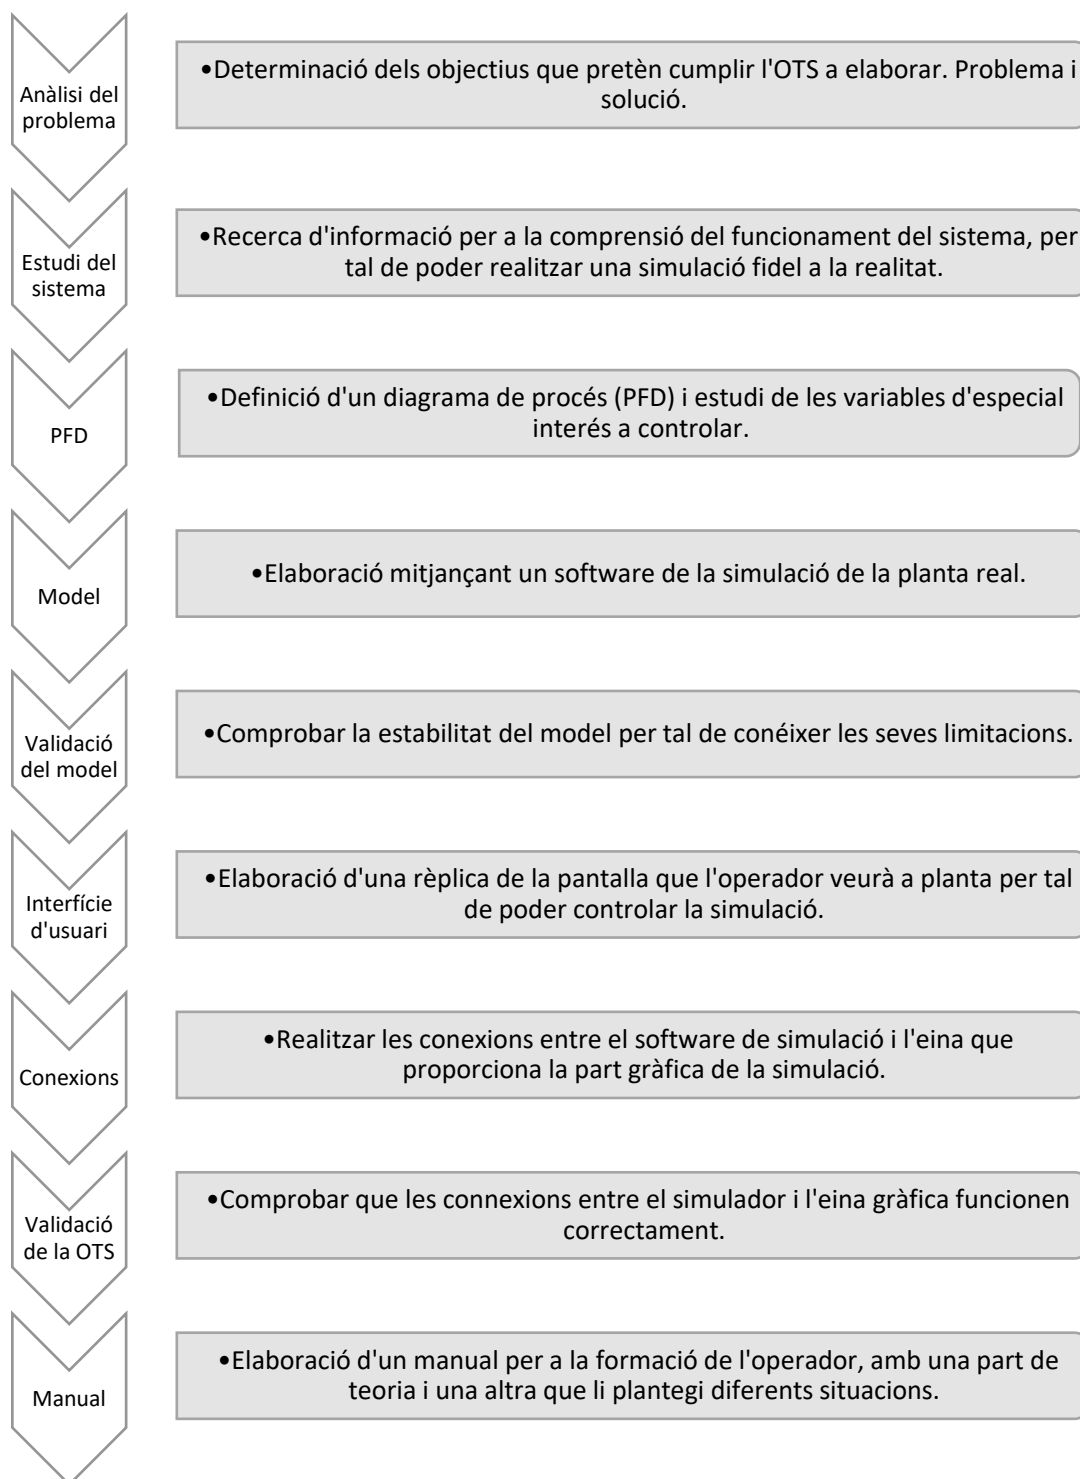 Anàlisi del
problema
•Determinació dels objectius que pretèn cumplir l'OTS a elaborar. Problema i
solució.
Estudi del
sistema
•Recerca d'informació per a la comprensió del funcionament del sistema, per
tal de poder realitzar una simulació fidel a la realitat.
PFD
•Definició d'un diagrama de procés (PFD) i estudi de les variables d'especial
interés a controlar.
Model
•Elaboració mitjançant un software de la simulació de la planta real.
Validació
del model
•Comprobar la estabilitat del model per tal de conéixer les seves limitacions.
Interfície
d'usuari
•Elaboració d'una rèplica de la pantalla que l'operador veurà a planta per tal
de poder controlar la simulació.
Conexions
•Realitzar les conexions entre el software de simulació i l'eina que
proporciona la part gràfica de la simulació.
Validació
de la OTS
•Comprobar que les connexions entre el simulador i l'eina gràfica funcionen
correctament.
Manual
•Elaboració d'un manual per a la formació de l'operador, amb una part de
teoria i una altra que li plantegi diferents situacions.